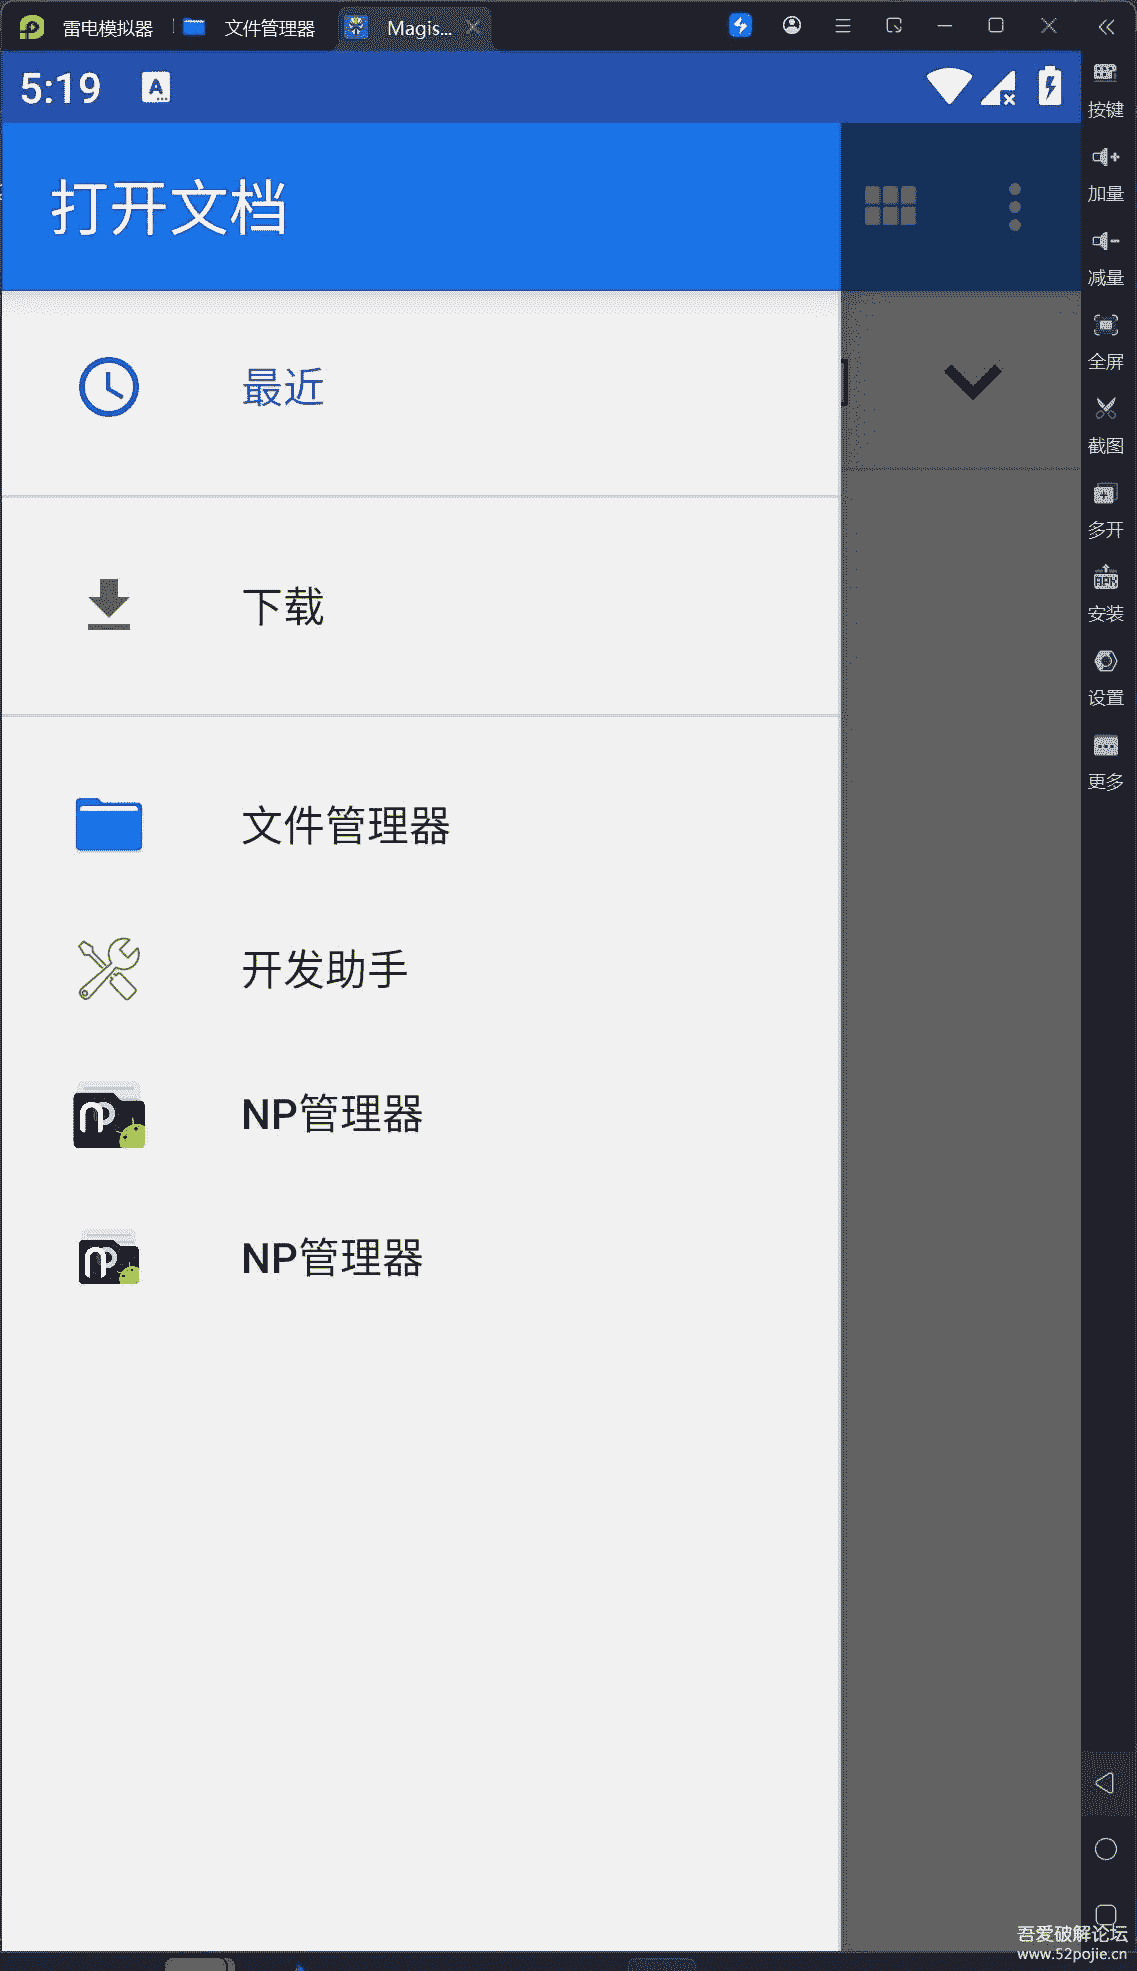 雷电模拟器
文件管理器
Magis...
5:19
A
打开文档
最近
下载
文件管理器
开发助手
NP管理器
NP管理器
按键
加量
减量
全屏
截图
多开
安装
设置
更多
吾爱破解论坛
www.52pojie.cn